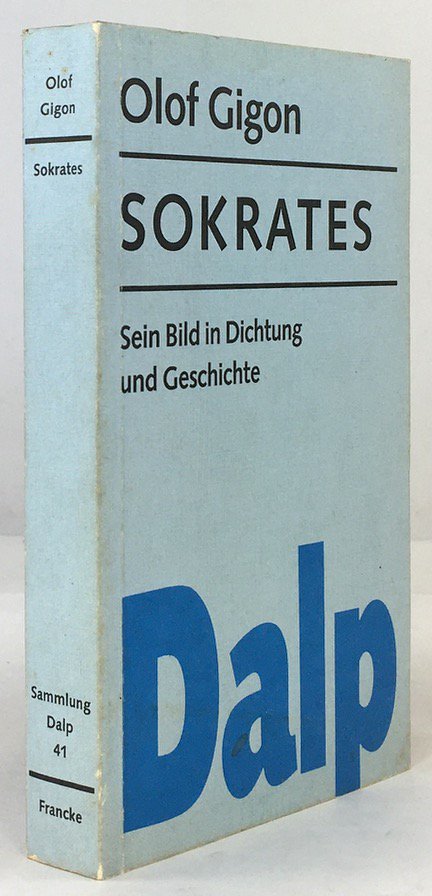 Olof
Gigon
Sokrates
Sammlung
Dalp
41
Francke
Olof Gigon
SOKRATES
Sein Bild in Dichtung
und Geschichte
Dalp